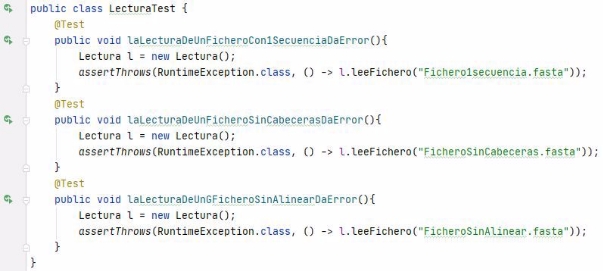 public class LecturaTest {
@Test
public void laLecturaDeUnFicheroCon1SecuenciaDaError(){
Lectura l = new Lectura();
assertThrows(RuntimeException.class, () -> l.leeFichero("Fichero1secuencia.fasta"));
}
@Test
public void laLecturaDeUnFicheroSinCabecerasDaError(){
Lectura l = new Lectura();
assertThrows(RuntimeException.class, () -> l.leeFichero("FicheroSinCabeceras.fasta"));
}
@Test
public void laLecturaDeUnGFicheroSinAlinearDaError(){
Lectura l = new Lectura();
assertThrows(RuntimeException.class, () -> l.leeFichero("FicheroSinAlinear.fasta"));
}
}